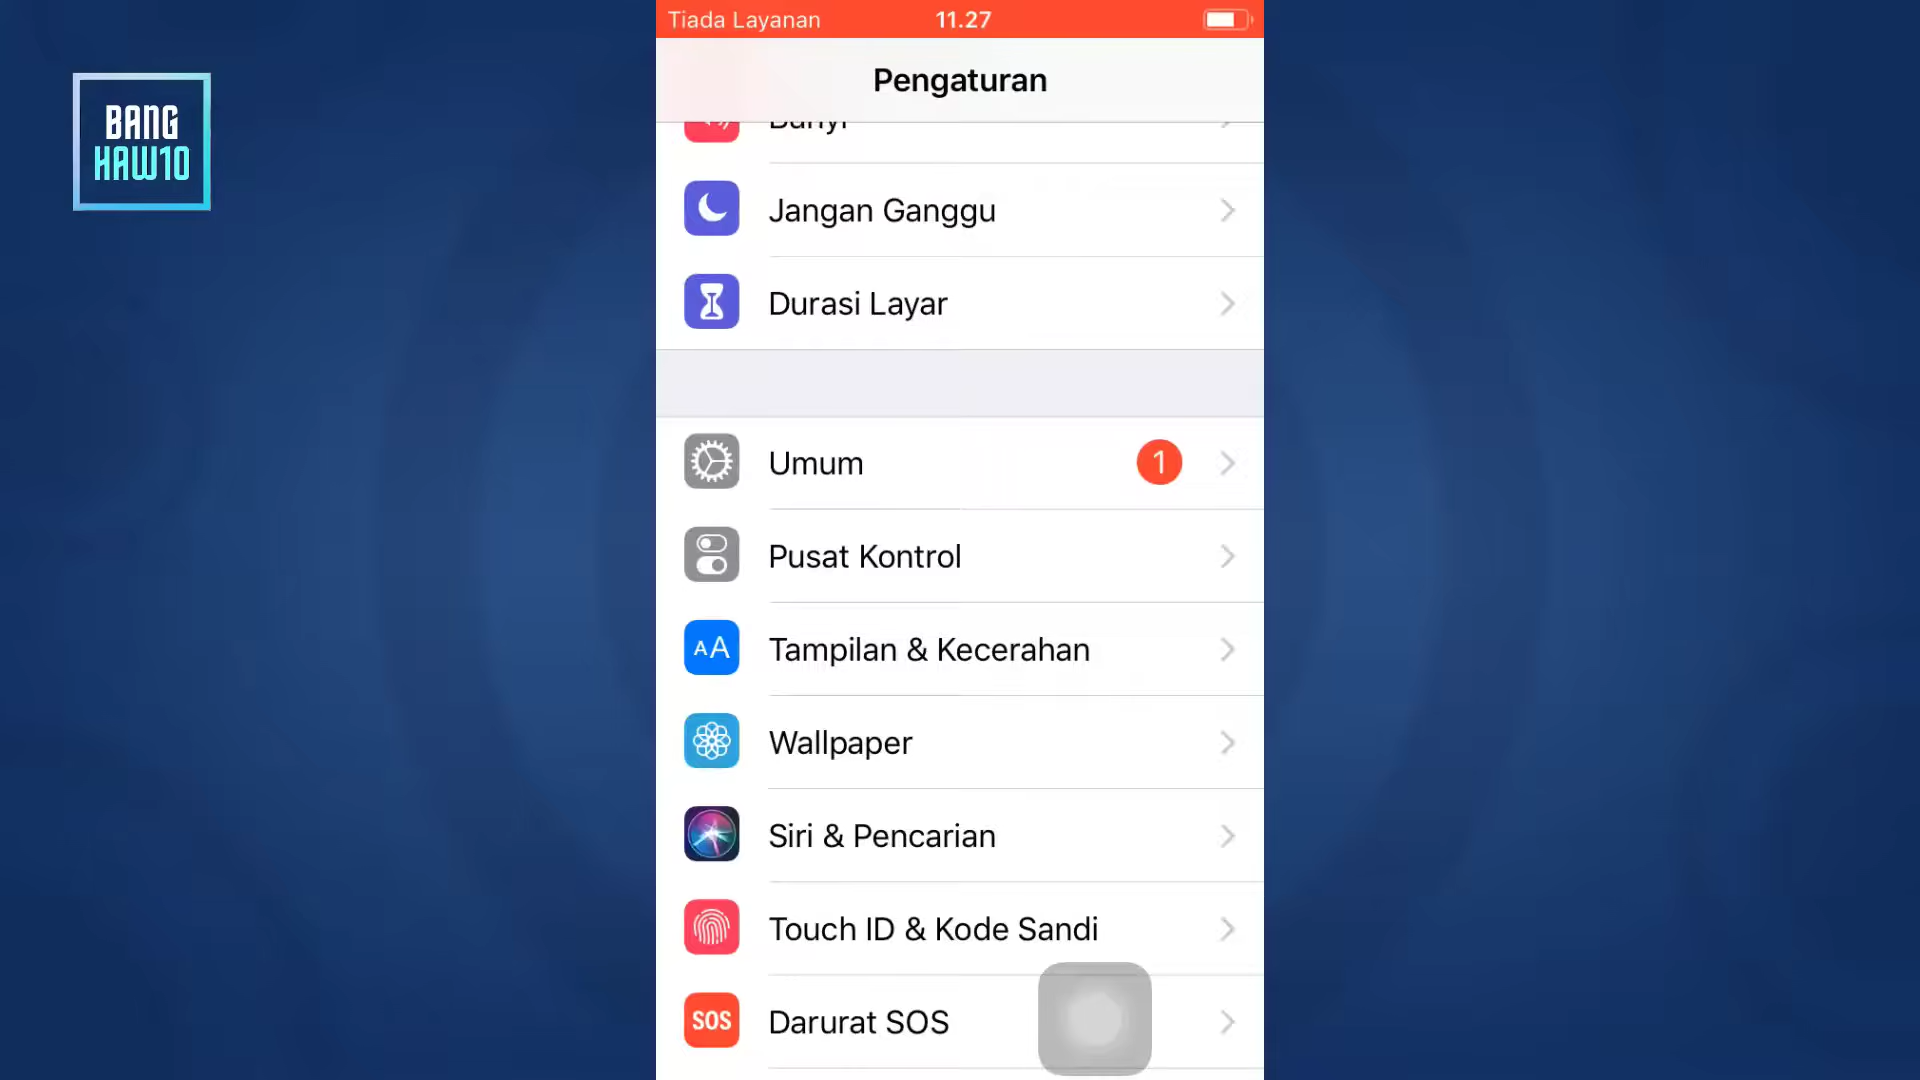 Tiada Layanan 11.27
BANG
HAW10
Pengaturan
Bunyi
Jangan Ganggu
Durasi Layar
Umum 1
Pusat Kontrol
AA Tampilan & Kecerahan
Wallpaper
Siri & Pencarian
Touch ID & Kode Sandi
SOS Darurat SOS